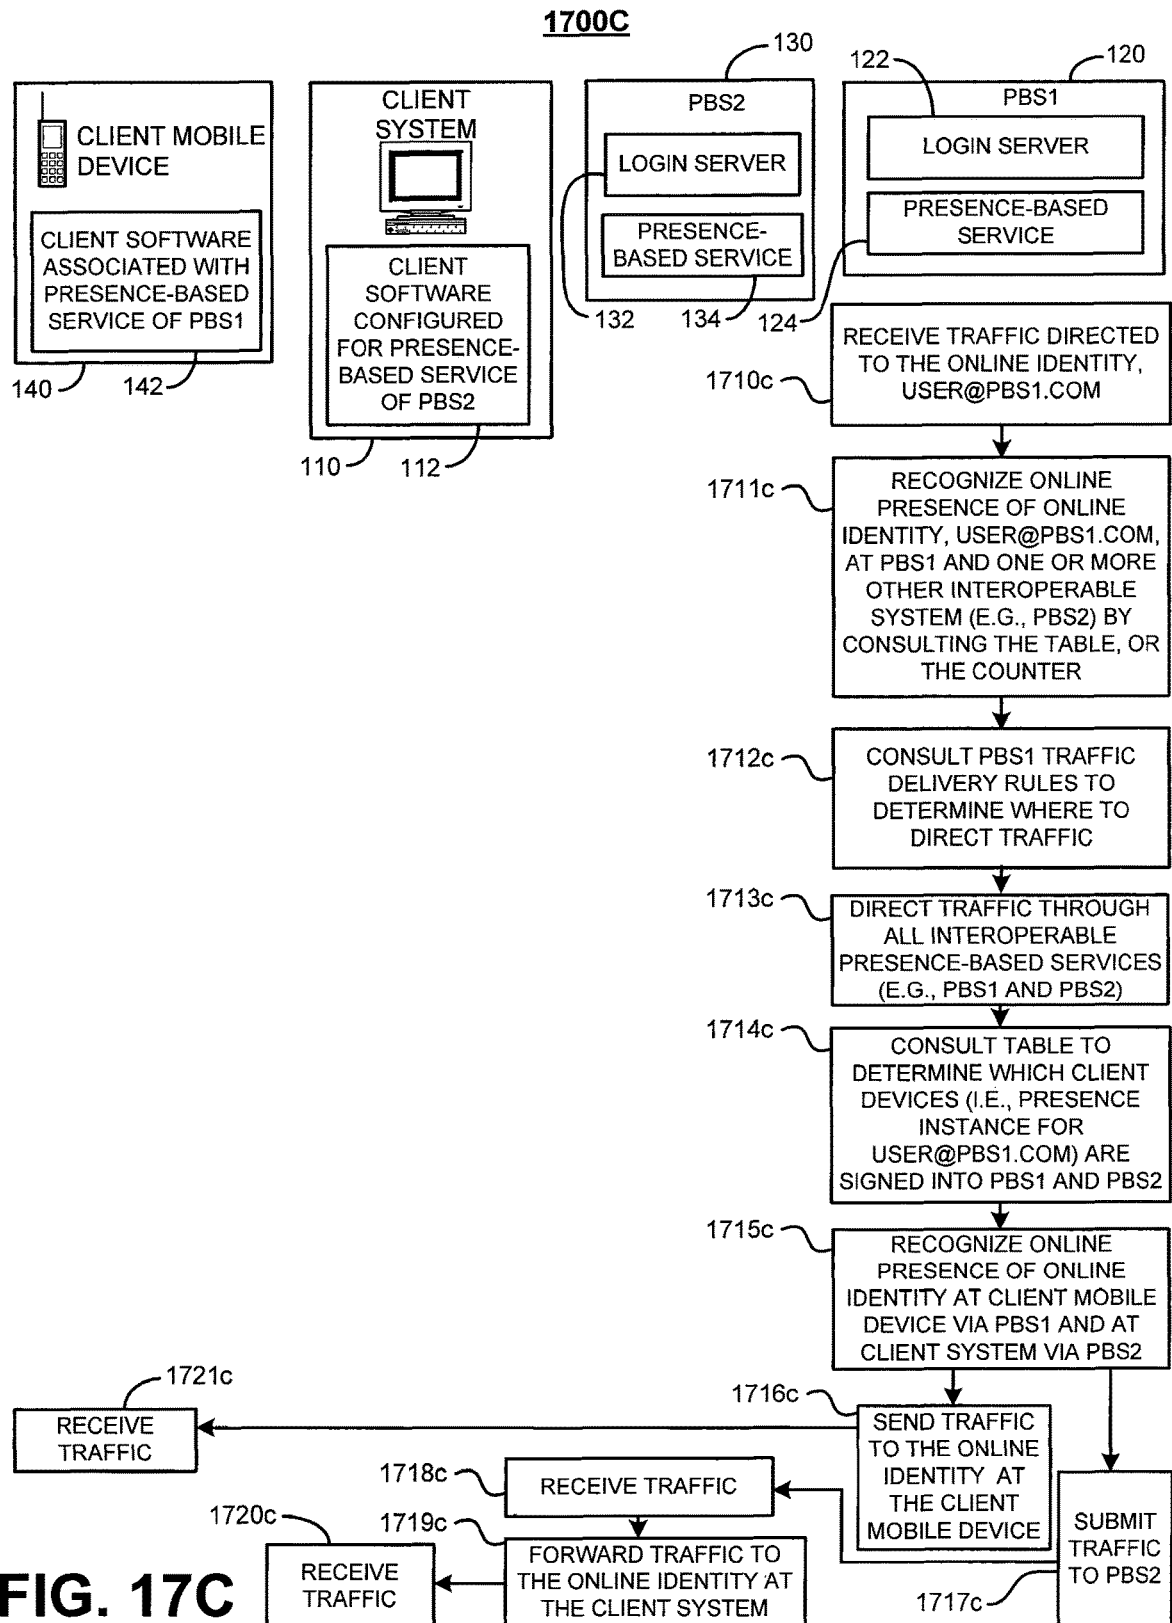 1700C
130
122
120
CLIENT MOBILE
DEVICE
CLIENT SOFTWARE
ASSOCIATED WITH
PRESENCE-BASED
SERVICE OF PBS1
140
142
CLIENT
SYSTEM
CLIENT
SOFTWARE
CONFIGURED
FOR PRESENCE-
BASED SERVICE
OF PBS2
110
112
PBS2
LOGIN SERVER
PRESENCE-
BASED SERVICE
132
134
PBS1
LOGIN SERVER
PRESENCE-BASED
SERVICE
124
RECEIVE TRAFFIC DIRECTED
TO THE ONLINE IDENTITY,
USER@PBS1.COM
1710c
1711c
RECOGNIZE ONLINE
PRESENCE OF ONLINE
IDENTITY, USER@PBS1.COM,
AT PBS1 AND ONE OR MORE
OTHER INTEROPERABLE
SYSTEM (E.G., PBS2) BY
CONSULTING THE TABLE, OR
THE COUNTER
1712c
CONSULT PBS1 TRAFFIC
DELIVERY RULES TO
DETERMINE WHERE TO
DIRECT TRAFFIC
1713c
DIRECT TRAFFIC THROUGH
ALL INTEROPERABLE
PRESENCE-BASED SERVICES
(E.G., PBS1 AND PBS2)
1714c
CONSULT TABLE TO
DETERMINE WHICH CLIENT
DEVICES (I.E., PRESENCE
INSTANCE FOR
USER@PBS1.COM) ARE
SIGNED INTO PBS1 AND PBS2
1715c
RECOGNIZE ONLINE
PRESENCE OF ONLINE
IDENTITY AT CLIENT MOBILE
DEVICE VIA PBS1 AND AT
CLIENT SYSTEM VIA PBS2
1716c
SEND TRAFFIC
TO THE ONLINE
IDENTITY AT
THE CLIENT
MOBILE DEVICE
1721c
RECEIVE
TRAFFIC
SUBMIT
TRAFFIC
TO PBS2
1717c
1718c
RECEIVE TRAFFIC
1719c
FORWARD TRAFFIC TO
THE ONLINE IDENTITY AT
THE CLIENT SYSTEM
1720c
RECEIVE
TRAFFIC
FIG. 17C